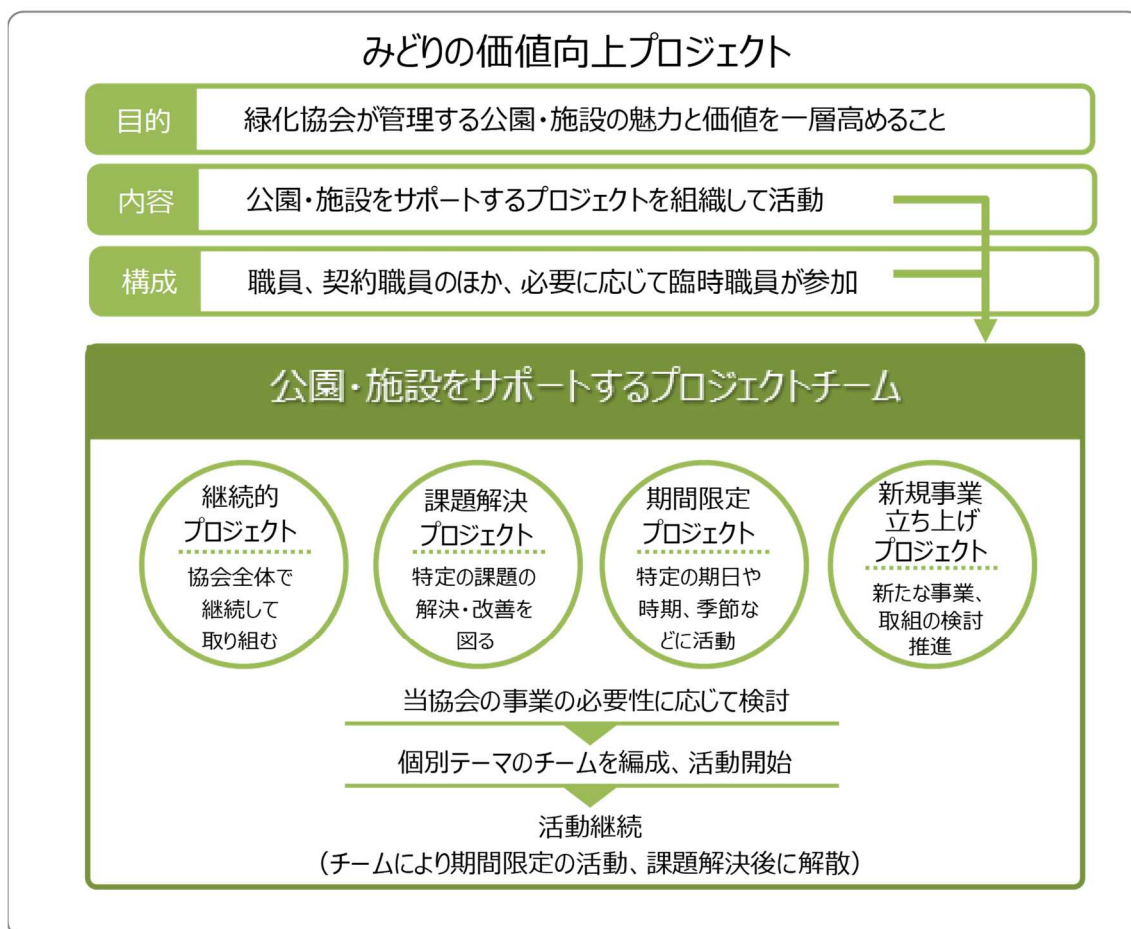 みどりの価値向上プロジェクト
目的
緑化協会が管理する公園・施設の魅力と価値を一層高めること
内容
公園・施設をサポートするプロジェクトを組織して活動
構成
職員、契約職員のほか、必要に応じて臨時職員が参加
公園・施設をサポートするプロジェクトチーム
継続的
プロジェクト
協会全体で
継続して
取り組む
課題解決
プロジェクト
特定の課題の
解決・改善を
図る
期間限定
プロジェクト
特定の期日や
時期、季節な
どに活動
新規事業
立ち上げ
プロジェクト
新たな事業、
取組の検討
推進
当協会の事業の必要性に応じて検討
個別テーマのチームを編成、活動開始
活動継続
（チームにより期間限定の活動、課題解決後に解散）